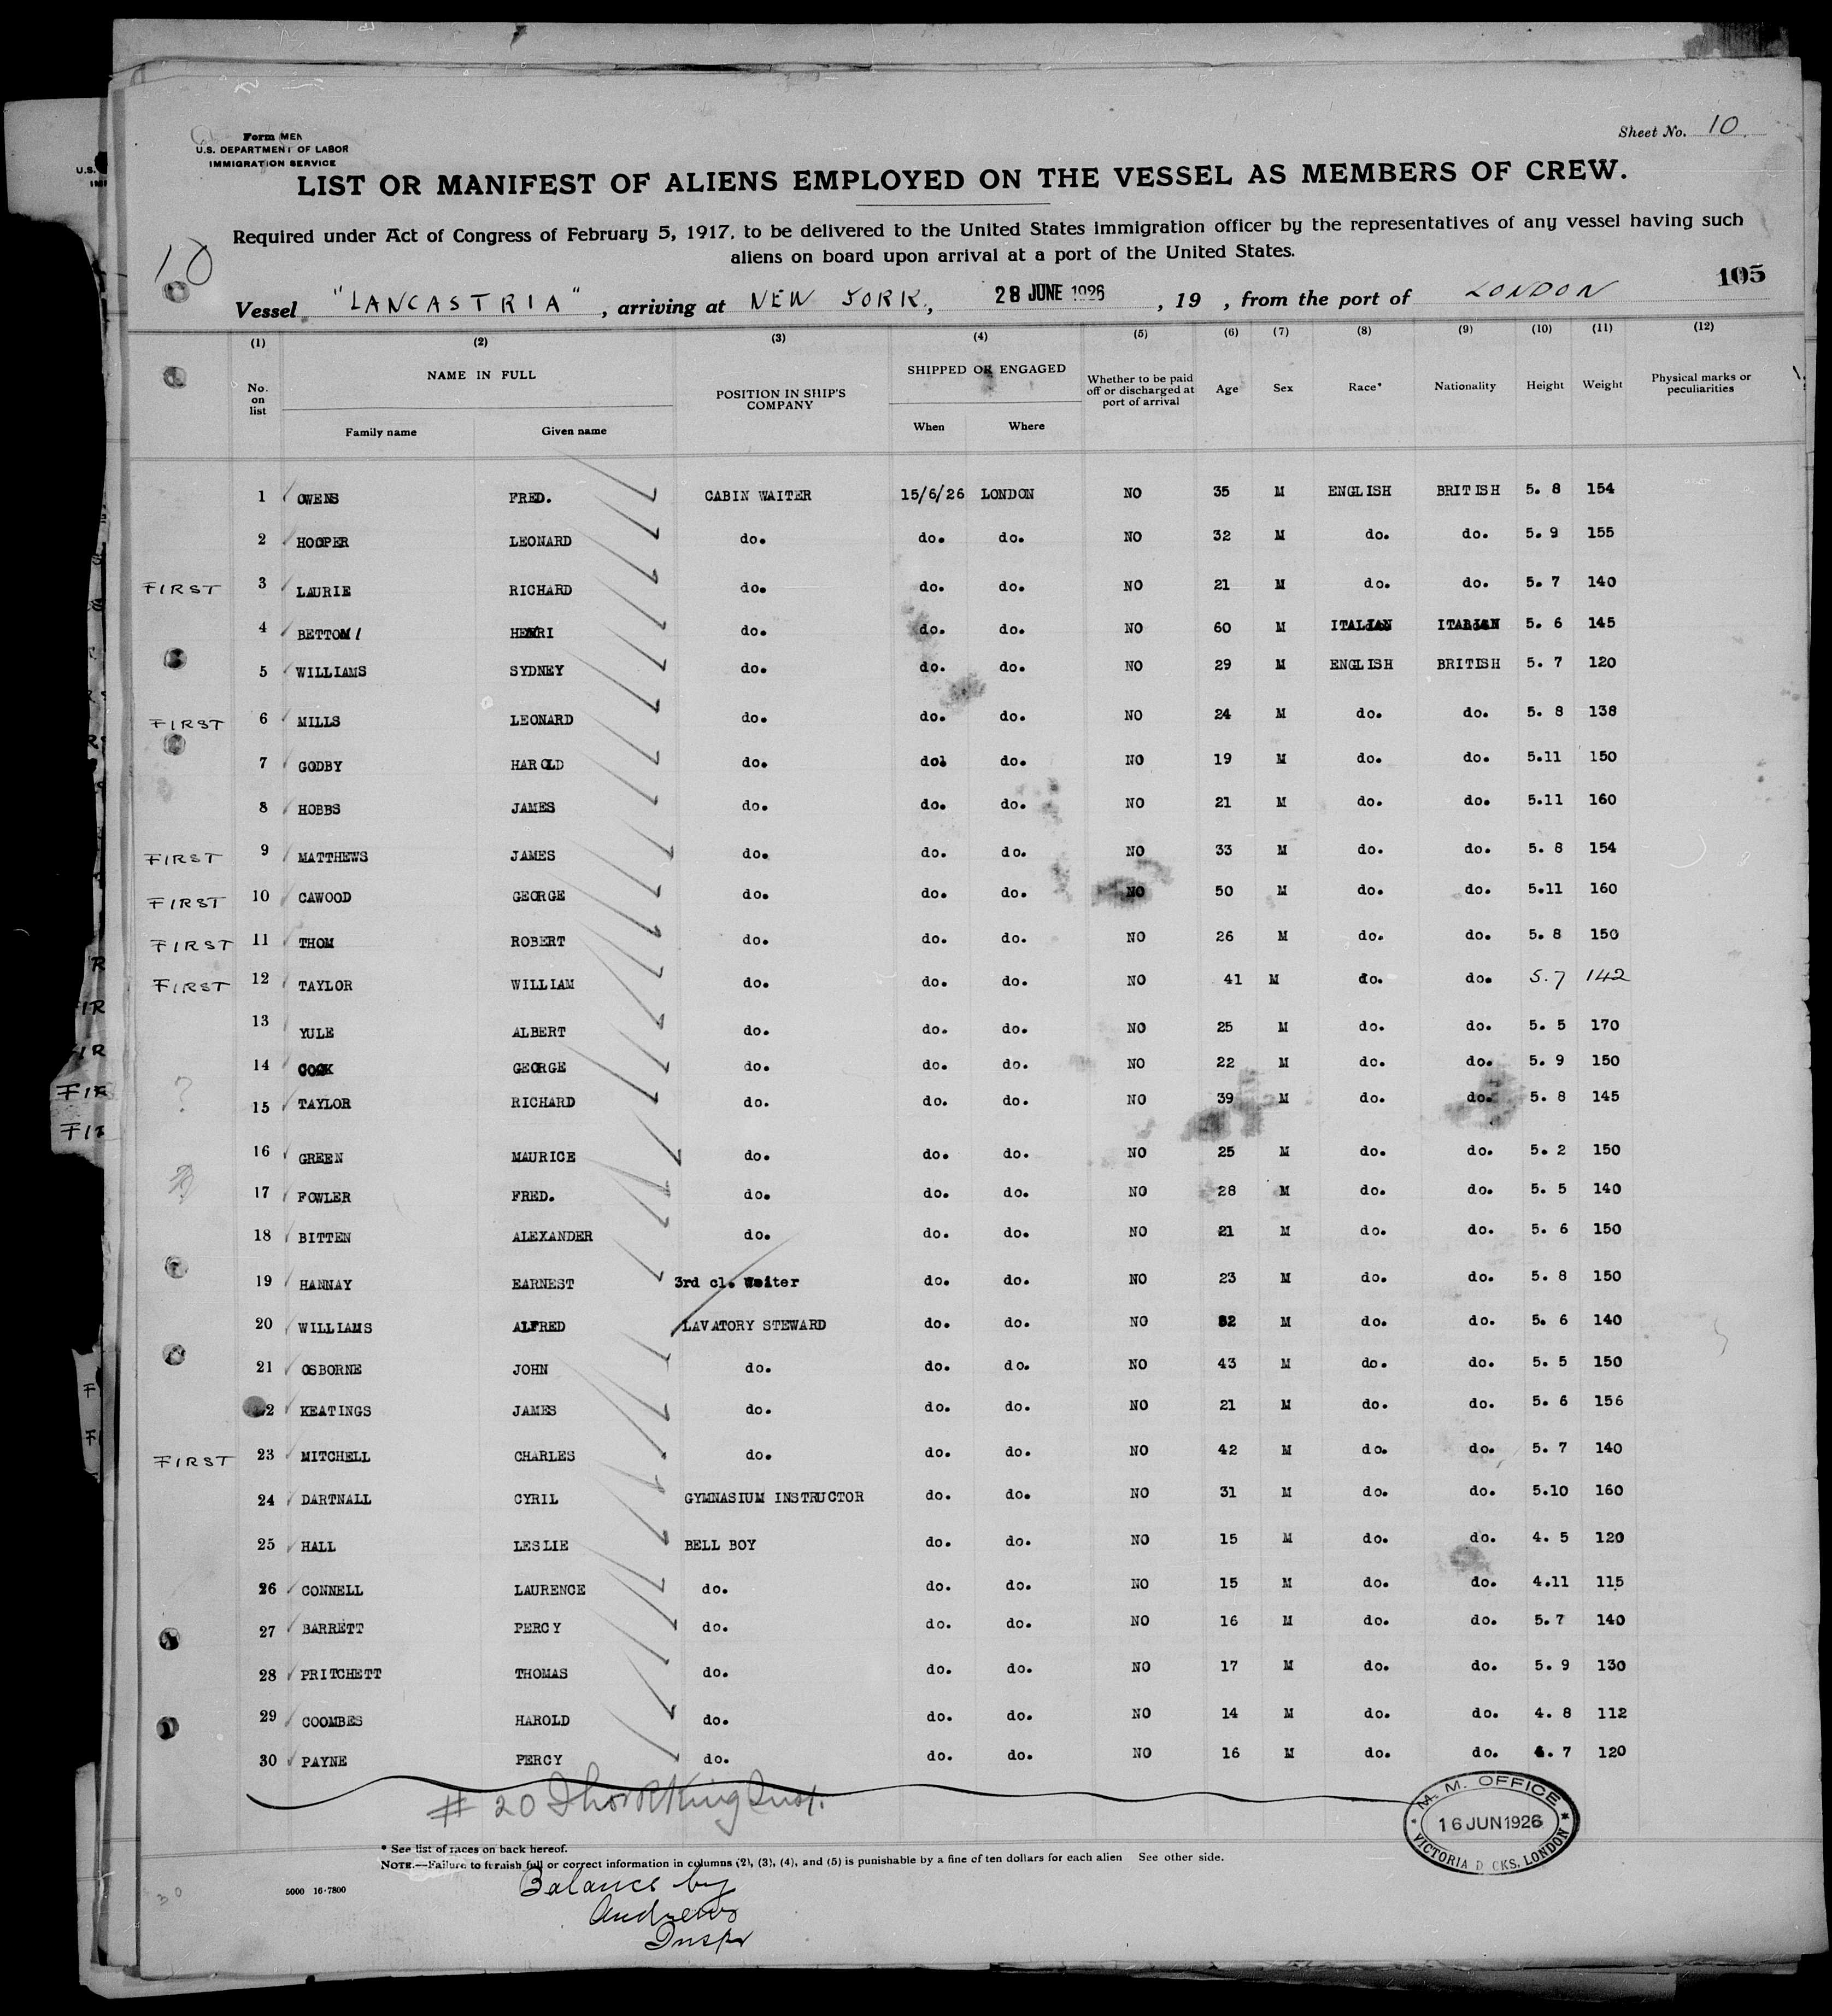 Sheet No. 10
Form MEN
U.S. DEPARTMENT OF LABOR
IMMIGRATION SERVICE
LIST OR MANIFEST OF ALIENS EMPLOYED ON THE VESSEL AS MEMBERS OF CREW.
Required under Act of Congress of February 5, 1917, to be delivered to the United States immigration officer by the representatives of any vessel having such
aliens on board upon arrival at a port of the United States.
10
105
Vessel "LANCASTRIA", arriving at NEW YORK, 28 JUNE 1926, 19 , from the port of LONDON
(1) (2) (3) (4) (5) (6) (7) (8) (9) (10) (11) (12)
No. on list NAME IN FULL POSITION IN SHIP'S COMPANY SHIPPED OR ENGAGED Whether to be paid off or discharged at port of arrival Age Sex Race* Nationality Height Weight Physical marks or peculiarities
Family name Given name When Where
1 OWENS FRED. CABIN WAITER 15/6/26 LONDON NO 35 M ENGLISH BRITISH 5. 8 154
2 HOOPER LEONARD do. do. do. NO 32 M do. do. 5. 9 155
FIRST 3 LAURIE RICHARD do. do. do. NO 21 M do. do. 5. 7 140
4 BETTOMI HENRI do. do. do. NO 60 M ITALIAN ITALIAN 5. 6 145
5 WILLIAMS SYDNEY do. do. do. NO 29 M ENGLISH BRITISH 5. 7 120
FIRST 6 MILLS LEONARD do. do. do. NO 24 M do. do. 5. 8 138
7 GODBY HAROLD do. do. do. NO 19 M do. do. 5.11 150
8 HOBBS JAMES do. do. do. NO 21 M do. do. 5.11 160
FIRST 9 MATTHEWS JAMES do. do. do. NO 33 M do. do. 5. 8 154
FIRST 10 CAWOOD GEORGE do. do. do. NO 50 M do. do. 5.11 160
FIRST 11 THOM ROBERT do. do. do. NO 26 M do. do. 5. 8 150
FIRST 12 TAYLOR WILLIAM do. do. do. NO 41 M do. do. 5.7 142
13 YULE ALBERT do. do. do. NO 25 M do. do. 5. 5 170
14 COOK GEORGE do. do. do. NO 22 M do. do. 5. 9 150
? 15 TAYLOR RICHARD do. do. do. NO 39 M do. do. 5. 8 145
16 GREEN MAURICE do. do. do. NO 25 M do. do. 5. 2 150
17 FOWLER FRED. do. do. do. NO 28 M do. do. 5. 5 140
18 BITTEN ALEXANDER do. do. do. NO 21 M do. do. 5. 6 150
19 HANNAY EARNEST 3rd cl. Waiter do. do. NO 23 M do. do. 5. 8 150
20 WILLIAMS ALFRED LAVATORY STEWARD do. do. NO 32 M do. do. 5. 6 140
21 OSBORNE JOHN do. do. do. NO 43 M do. do. 5. 5 150
22 KEATINGS JAMES do. do. do. NO 21 M do. do. 5. 6 156
FIRST 23 MITCHELL CHARLES do. do. do. NO 42 M do. do. 5. 7 140
24 DARTNALL CYRIL GYMNASIUM INSTRUCTOR do. do. NO 31 M do. do. 5.10 160
25 HALL LESLIE BELL BOY do. do. NO 15 M do. do. 4. 5 120
26 CONNELL LAURENCE do. do. do. NO 15 M do. do. 4.11 115
27 BARRETT PERCY do. do. do. NO 16 M do. do. 5. 7 140
28 PRITCHETT THOMAS do. do. do. NO 17 M do. do. 5. 9 130
29 COOMBES HAROLD do. do. do. NO 14 M do. do. 4. 8 112
30 PAYNE PERCY do. do. do. NO 16 M do. do. 7 120
# 20
M. M. OFFICE
16 JUN 1926
VICTORIA DOCKS, LONDON
* See list of races on back hereof.
NOTE.—Failure to furnish full or correct information in columns (2), (3), (4), and (5) is punishable by a fine of ten dollars for each alien See other side.
5000 16-7800
30
Balance by
Andrews
Inspr